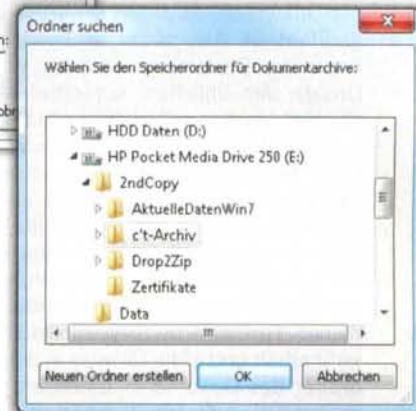 Ordner suchen
Wählen Sie den Speicherordner für Dokumentarchive:
HDD Daten (D:)
HP Pocket Media Drive 250 (E:)
2ndCopy
AktuelleDatenWin7
c't-Archiv
Drop2Zip
Zertifikate
Data
Neuen Ordner erstellen
OK
Abbrechen